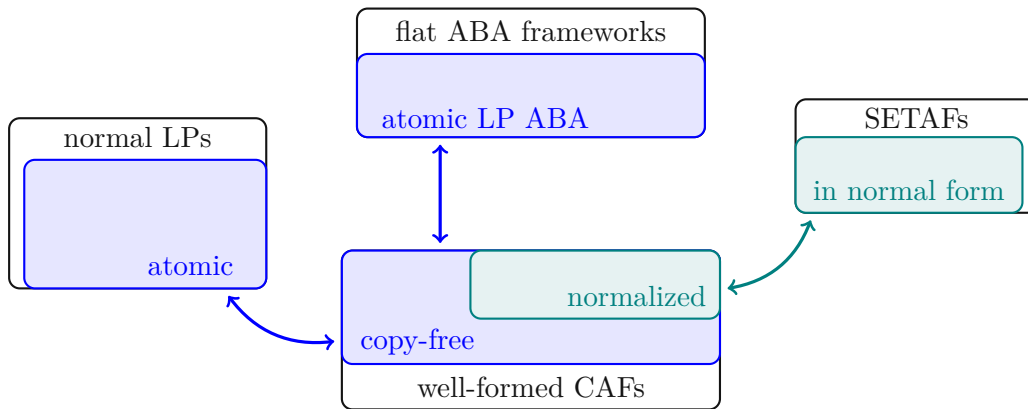 flat ABA frameworks
atomic LP ABA
normal LPs
atomic
SETAFs
in normal form
normalized
copy-free
well-formed CAFs